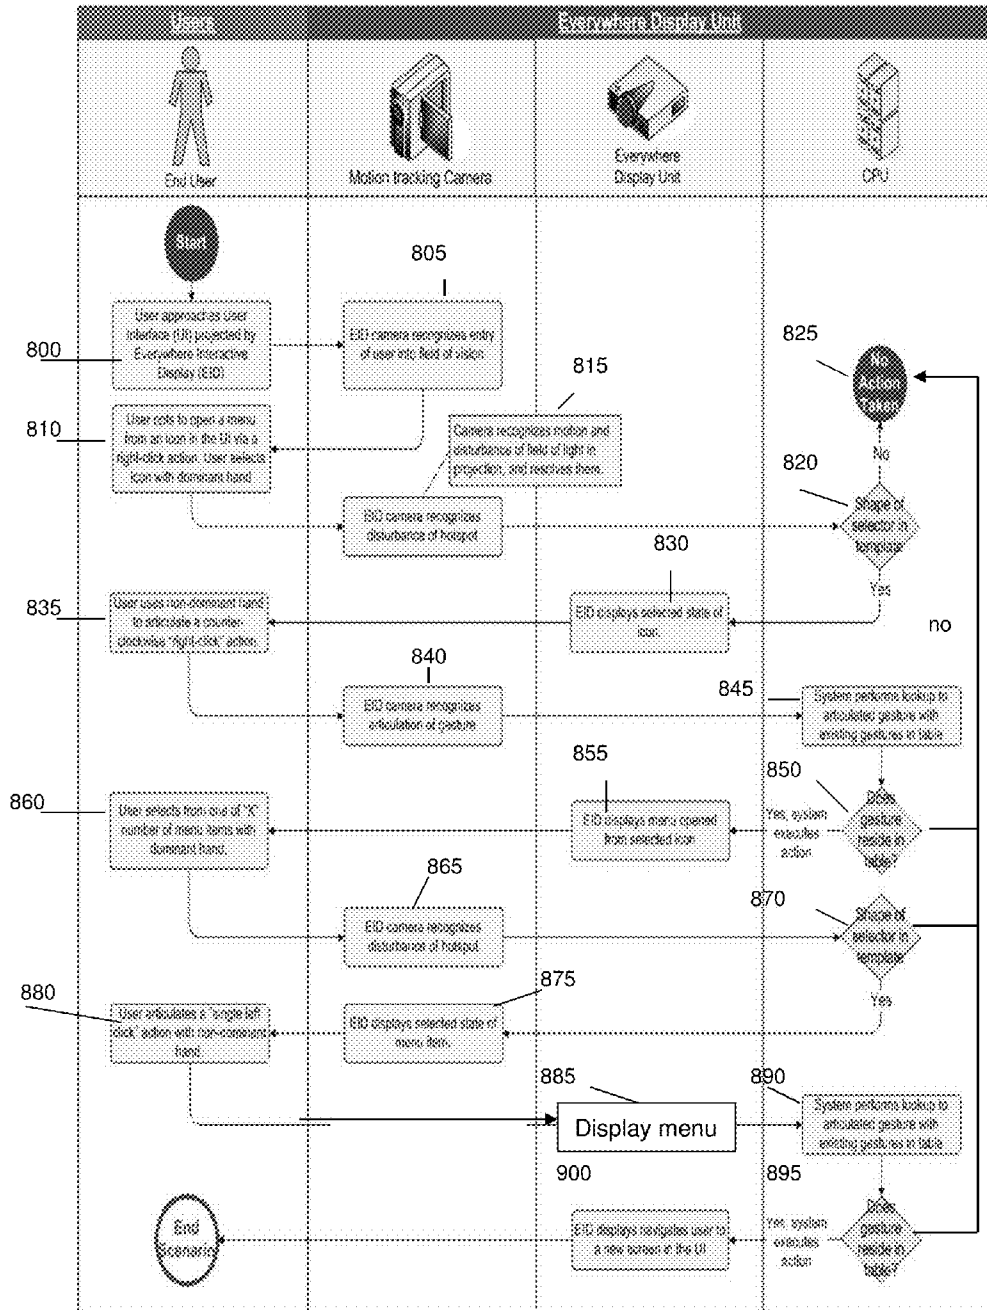 Users
Everywhere Display Unit
End User
Motion tracking Camera
Everywhere
Display Unit
CPU
Start
805
User approaches user
interface (UI) projected by
Everywhere Interactive
Display (EID)
800
EID camera recognizes entry
of user into field of vision
825
No
Action
Taken
815
810
User opts to open a menu
from an icon in the UI via a
right-click action. User selects
icon with dominant hand
Camera recognizes motion and
disturbance of field of light in
projection, and resolves them.
No
820
EID camera recognizes
disturbance of hotspot
Shape of
selector in
template
830
Yes
835
User uses non-dominant hand
to articulate a counter-
clockwise "right-click" action.
EID displays selected state of
icon.
no
840
845
EID camera recognizes
articulation of gesture
System performs lookup to
articulated gesture with
existing gestures in table
855
850
860
User selects from one of "X"
number of menu items with
dominant hand.
EID displays menu opened
from selected icon
Yes, system
executes
action
Does
gesture
reside in
table?
865
870
EID camera recognizes
disturbance of hotspot
Shape of
selector in
template
880
875
Yes
User articulates a "single left
click" action with non-dominant
hand
EID displays selected state of
menu item.
885
890
Display menu
System performs lookup to
articulated gesture with
existing gestures in table
900
895
End
Scenario
EID displays navigates user to
a new screen in the UI
Yes, system
executes
action
Does
gesture
reside in
table?